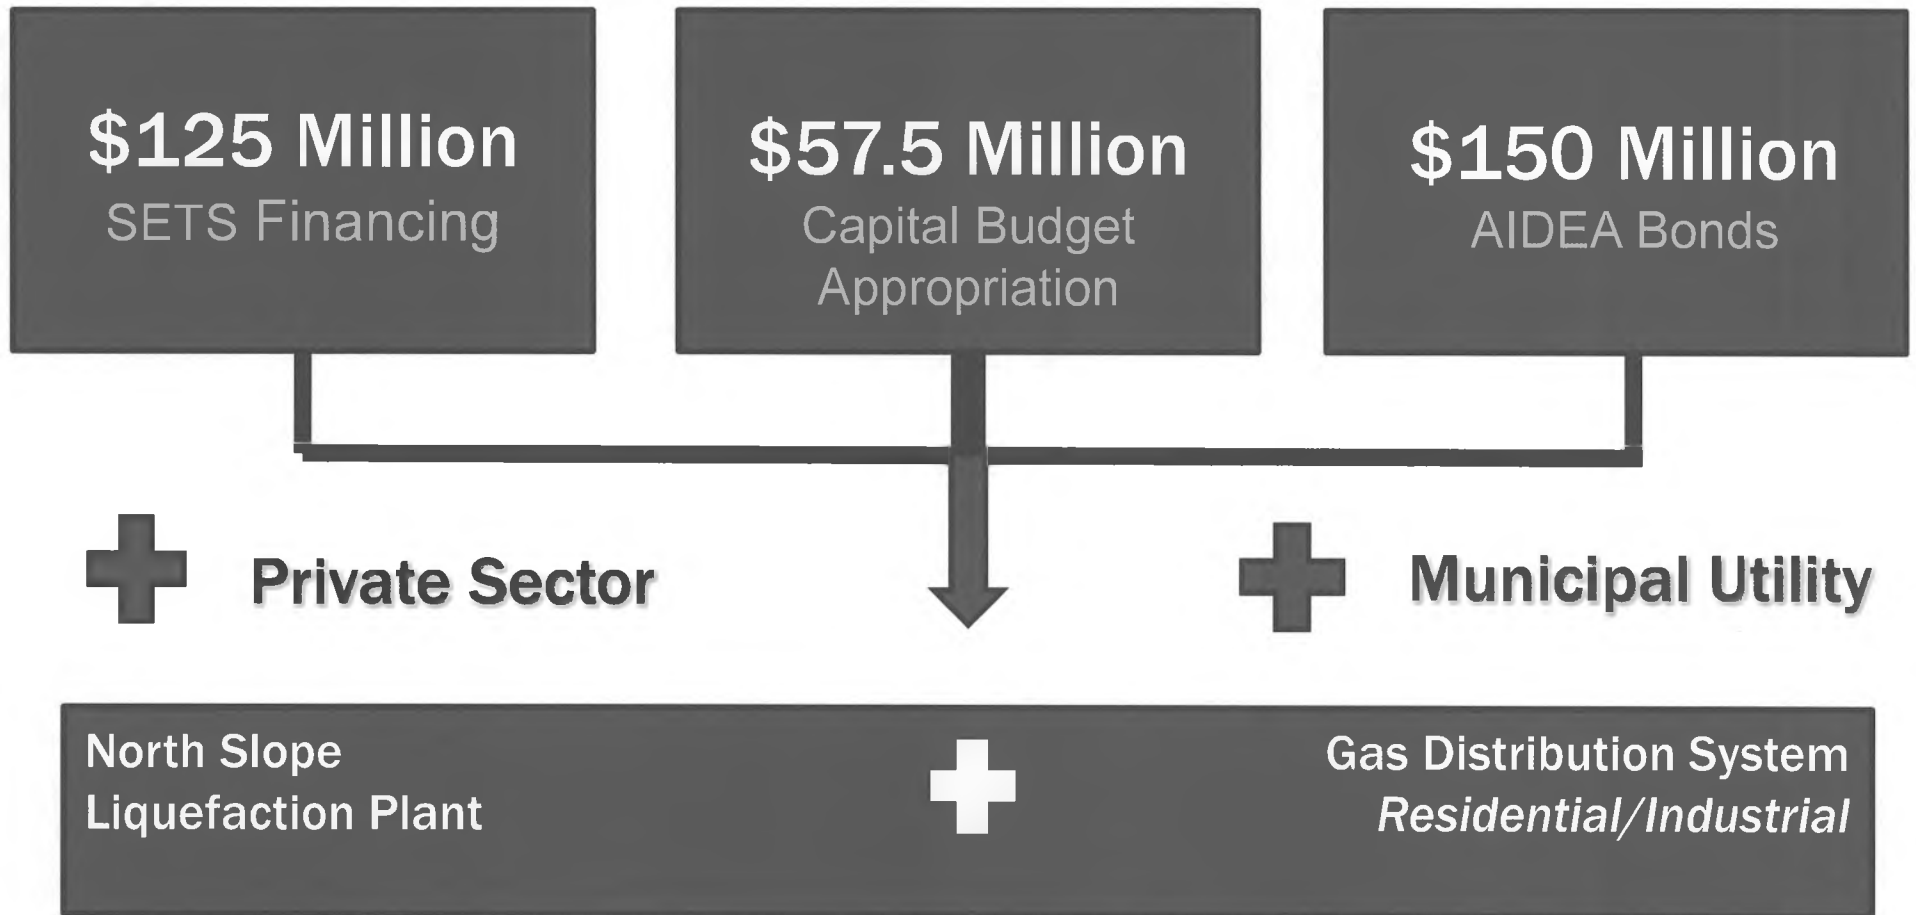 $125 Million
SETS Financing
$57.5 Million
Capital Budget
Appropriation
$150 Million
AIDEA Bonds
Private Sector
Municipal Utility
North Slope
Liquefaction Plant
Gas Distribution System
Residential/Industrial